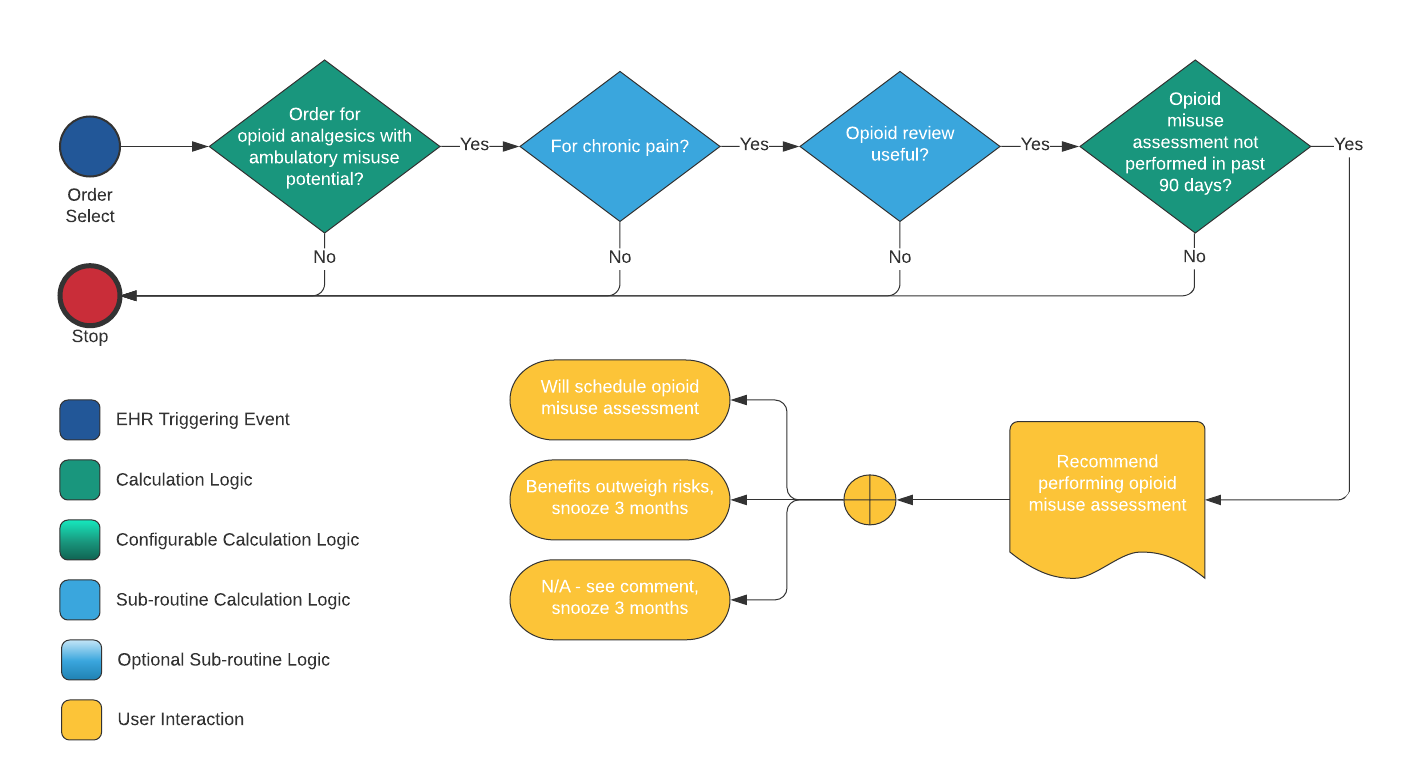 Order
Select
Order for
opioid analgesics with
ambulatory misuse
potential?
Yes
For chronic pain?
Yes
Opioid review
useful?
Yes
Opioid
misuse
assessment not
performed in past
90 days?
Yes
No
No
No
No
Stop
Will schedule opioid
misuse assessment
Benefits outweigh risks,
snooze 3 months
N/A - see comment,
snooze 3 months
Recommend
performing opioid
misuse assessment
EHR Triggering Event
Calculation Logic
Configurable Calculation Logic
Sub-routine Calculation Logic
Optional Sub-routine Logic
User Interaction